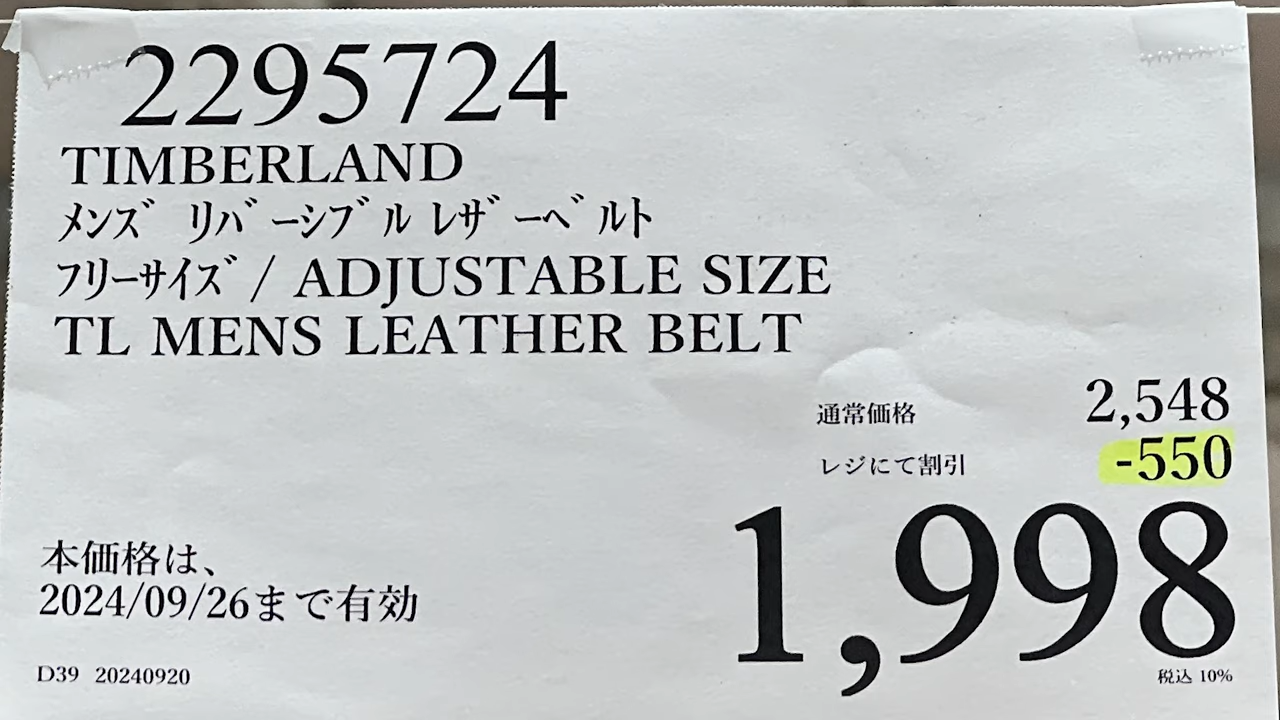 2295724
TIMBERLAND
ﾒﾝｽﾞ ﾘﾊﾞｰｼﾌﾞﾙ ﾚｻﾞｰﾍﾞﾙﾄ
ﾌﾘｰｻｲｽﾞ / ADJUSTABLE SIZE
TL MENS LEATHER BELT
通常価格 2,548
レジにて割引 -550
1,998
本価格は、
2024/09/26まで有効
D39 20240920
税込 10%